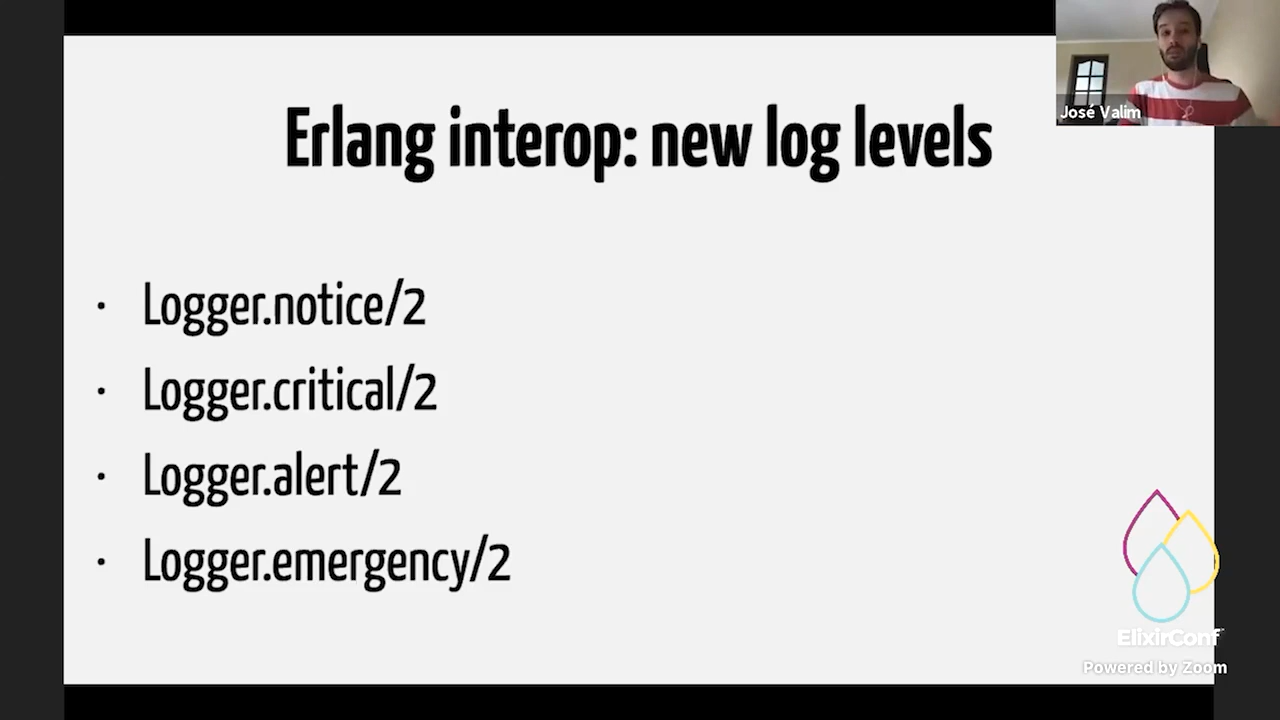 Erlang interop: new log levels
José Valim
· Logger.notice/2
· Logger.critical/2
· Logger.alert/2
· Logger.emergency/2
ElixirConf™
Powered by Zoom